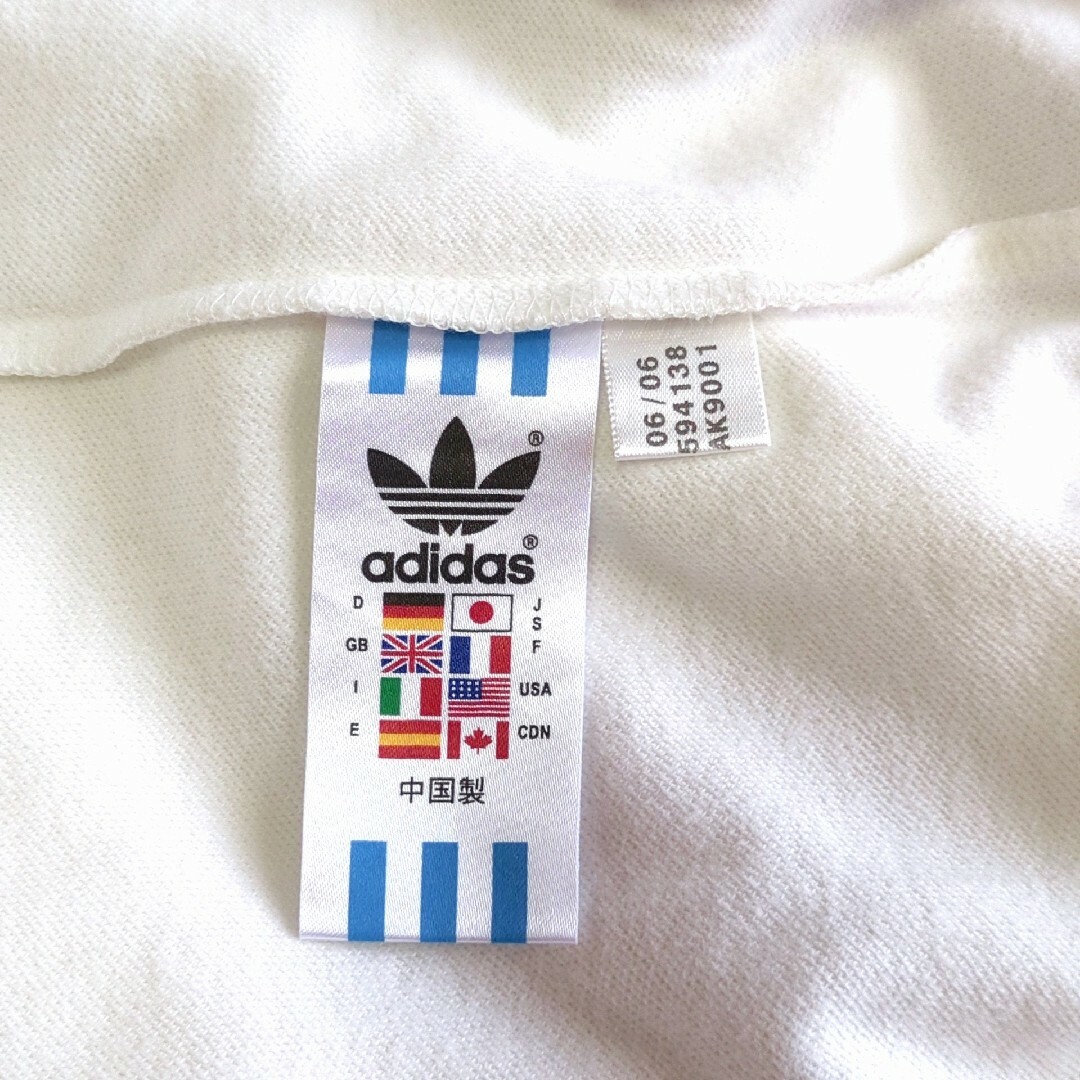 ®
adidas®
D J
S
GB F
I USA
E CDN
中国製
06/06
594138
AK9001